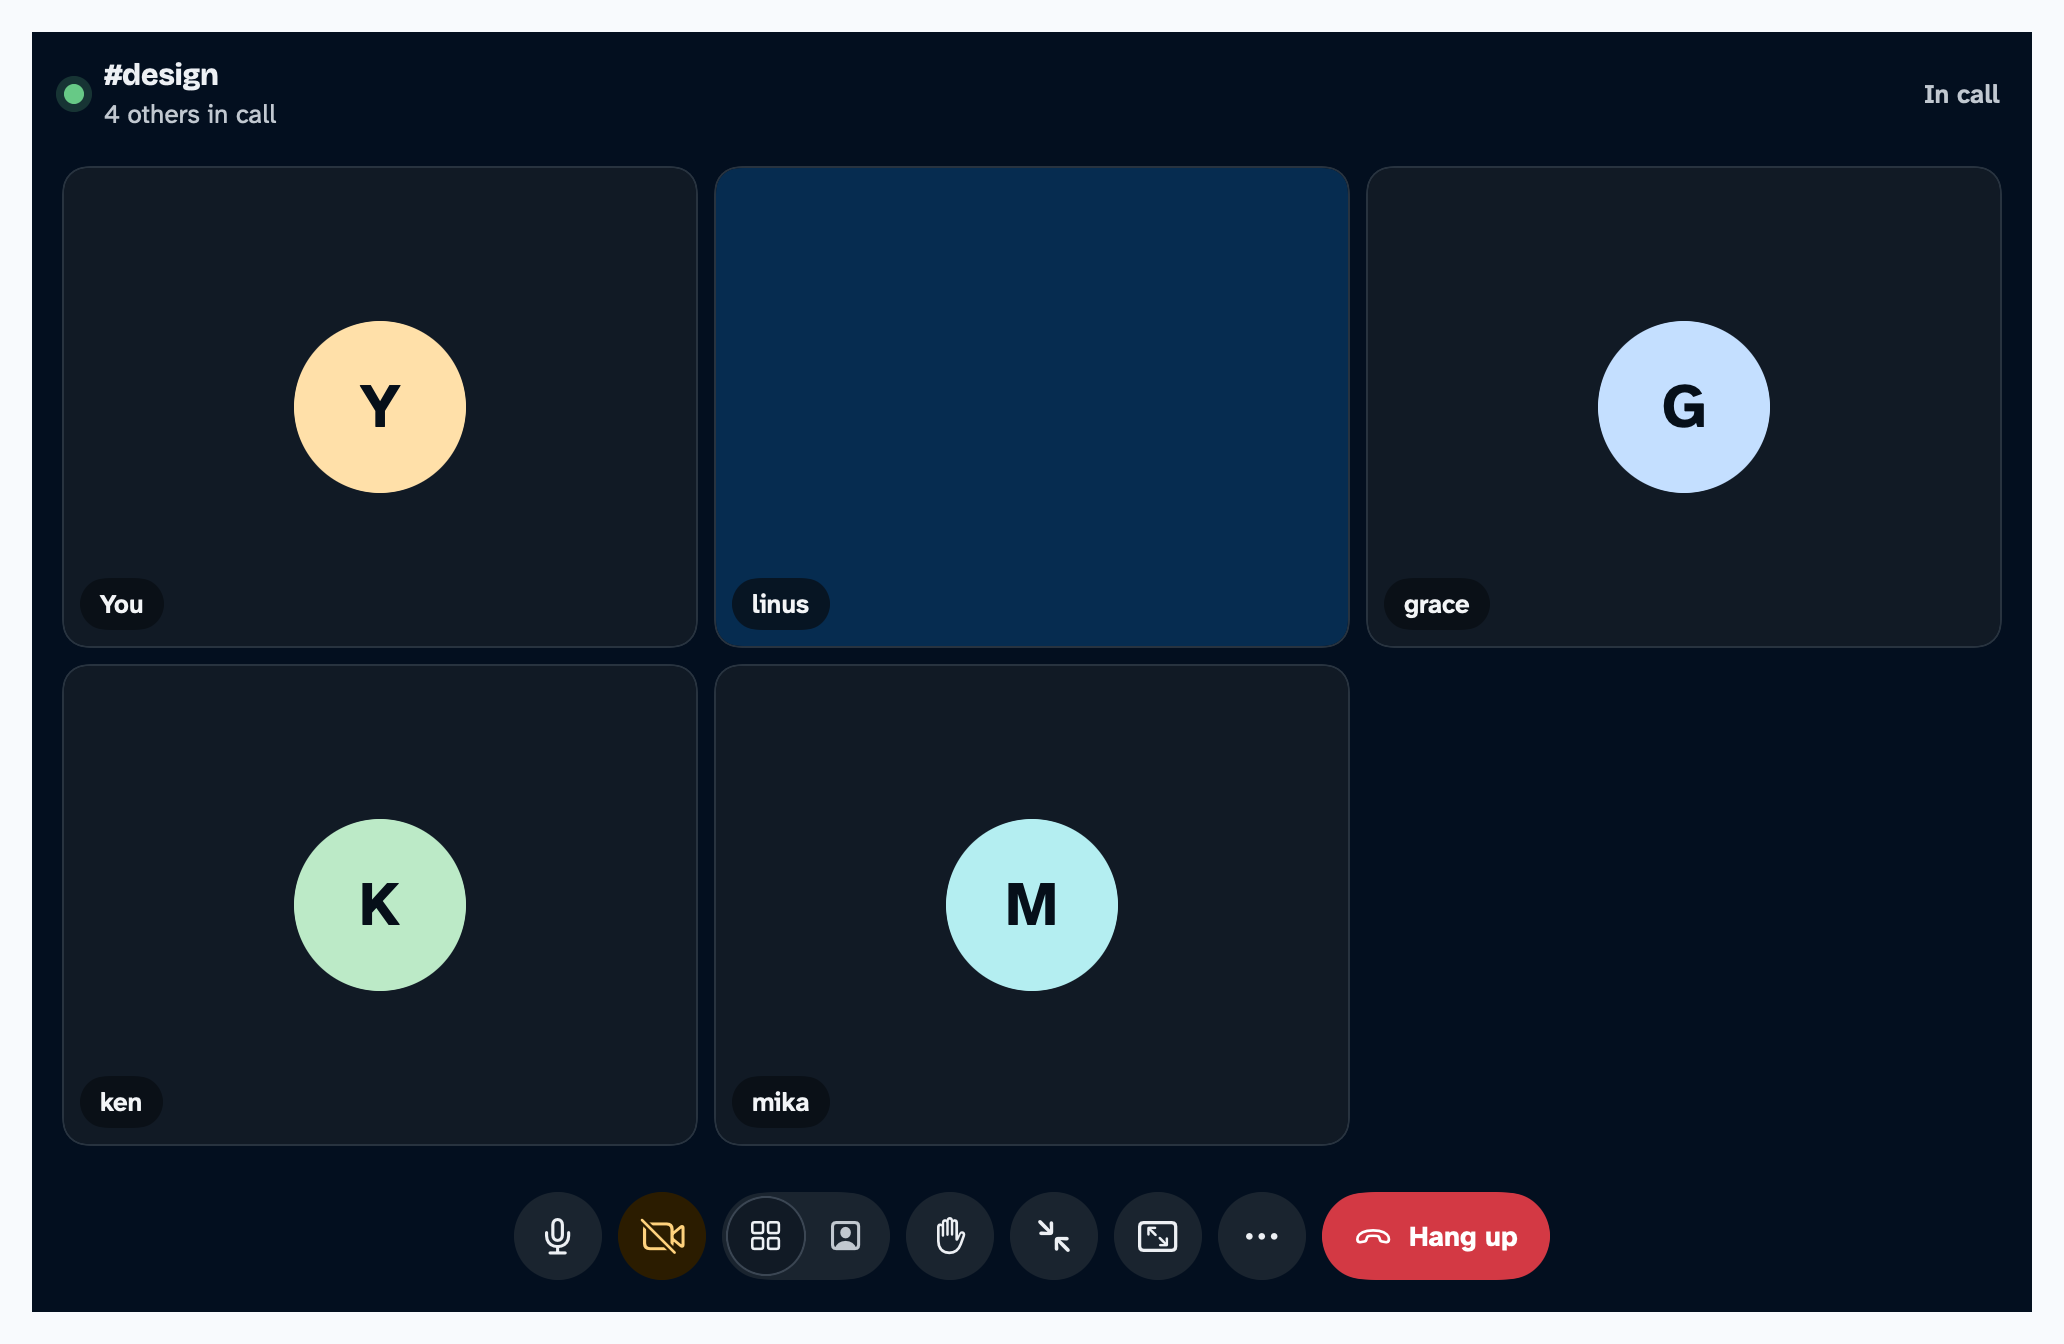 #design
4 others in call
In call
Y
G
You
linus
grace
K
M
ken
mika
Hang up